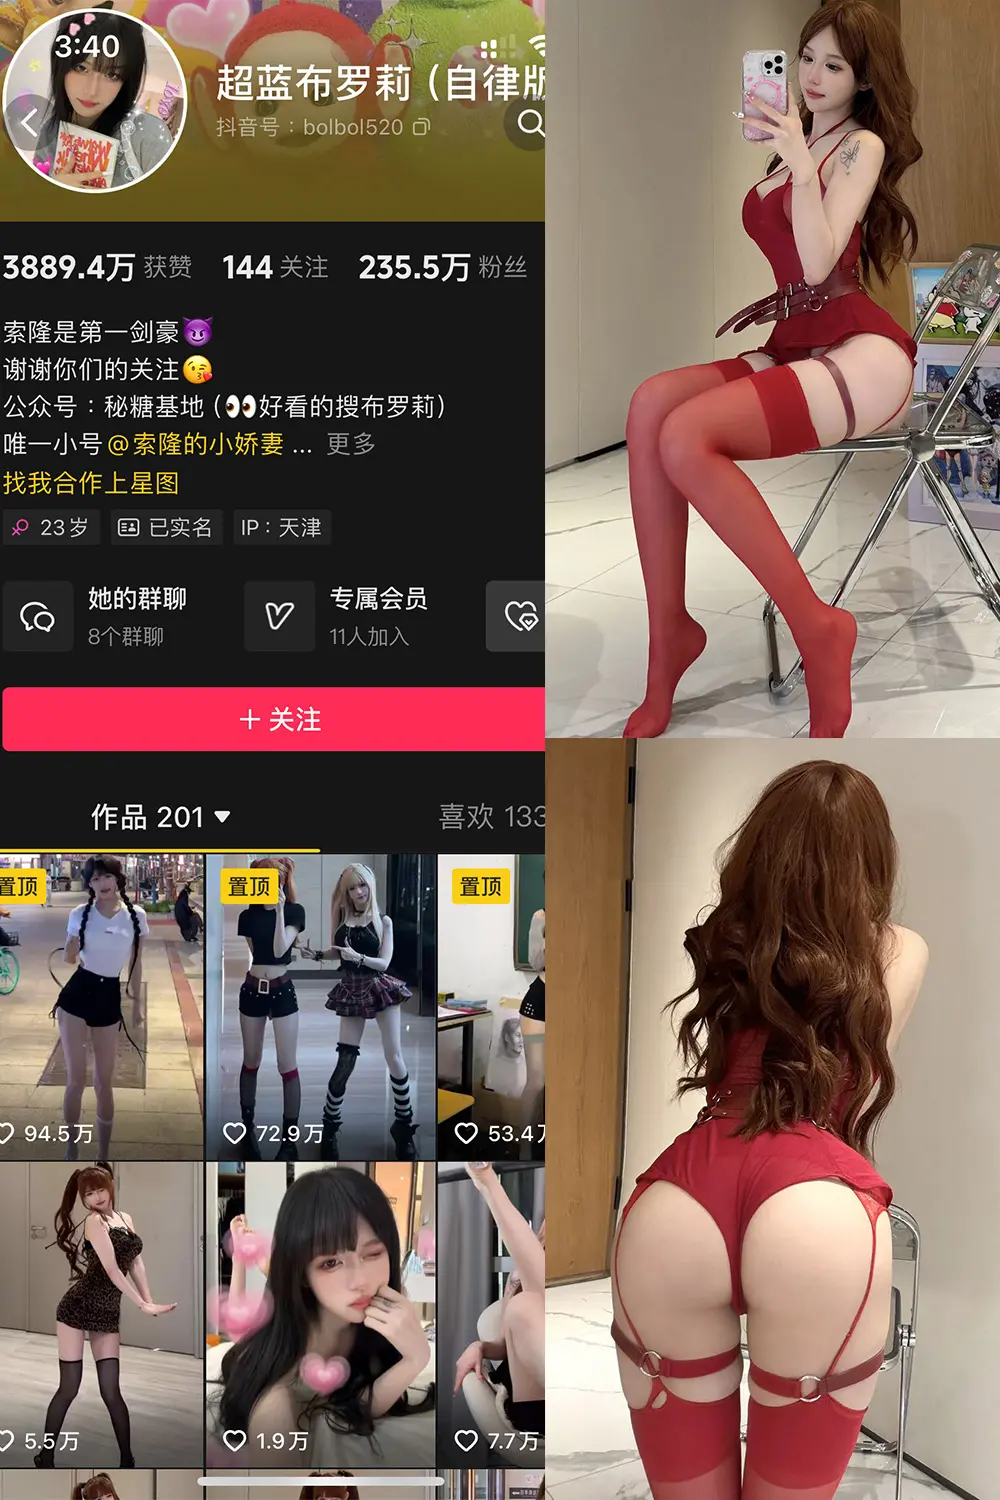 3:40
超蓝布罗莉（自律版
抖音号：bolbol520
3889.4万 获赞 144 关注 235.5万 粉丝
索隆是第一剑豪😈
谢谢你们的关注😘
公众号：秘糖基地（👀好看的搜布罗莉）
唯一小号 @索隆的小娇妻 ... 更多
找我合作上星图
23岁 已实名 IP：天津
她的群聊
8个群聊
专属会员
11人加入
+ 关注
作品 201 喜欢 133
置顶 置顶 置顶
94.5万 72.9万 53.4万
5.5万 1.9万 7.7万